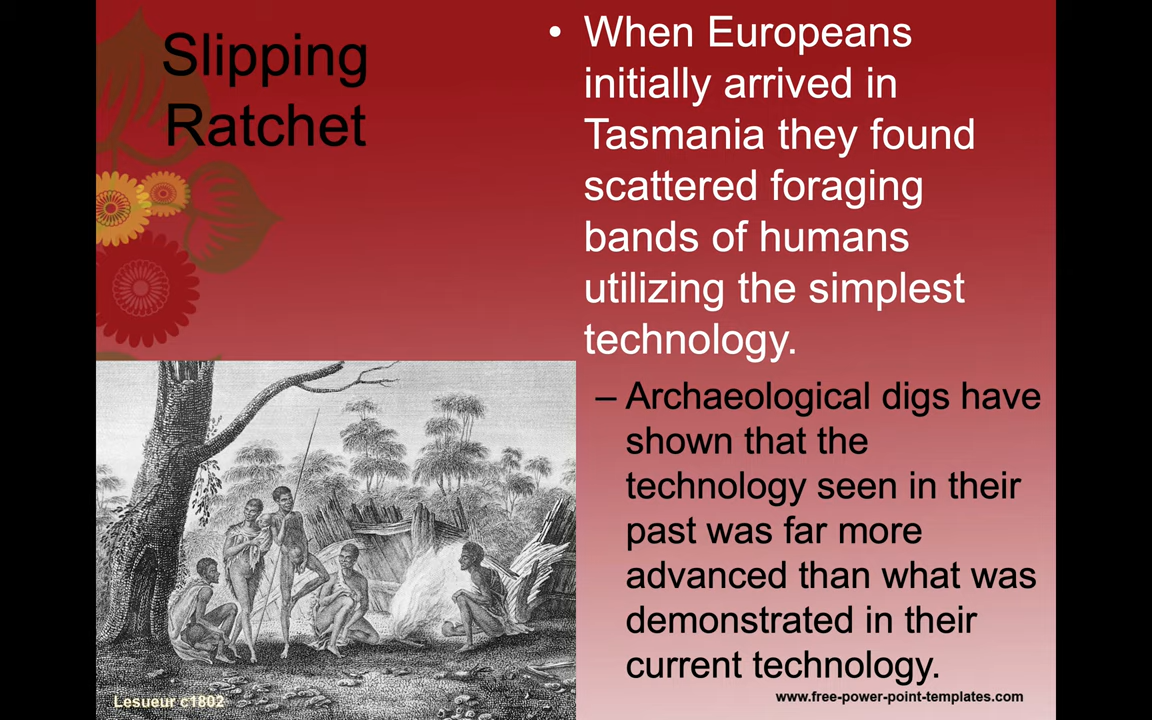 Slipping
Ratchet
• When Europeans
initially arrived in
Tasmania they found
scattered foraging
bands of humans
utilizing the simplest
technology.
– Archaeological digs have
shown that the
technology seen in their
past was far more
advanced than what was
demonstrated in their
current technology.
Lesueur c1802
www.free-power-point-templates.com